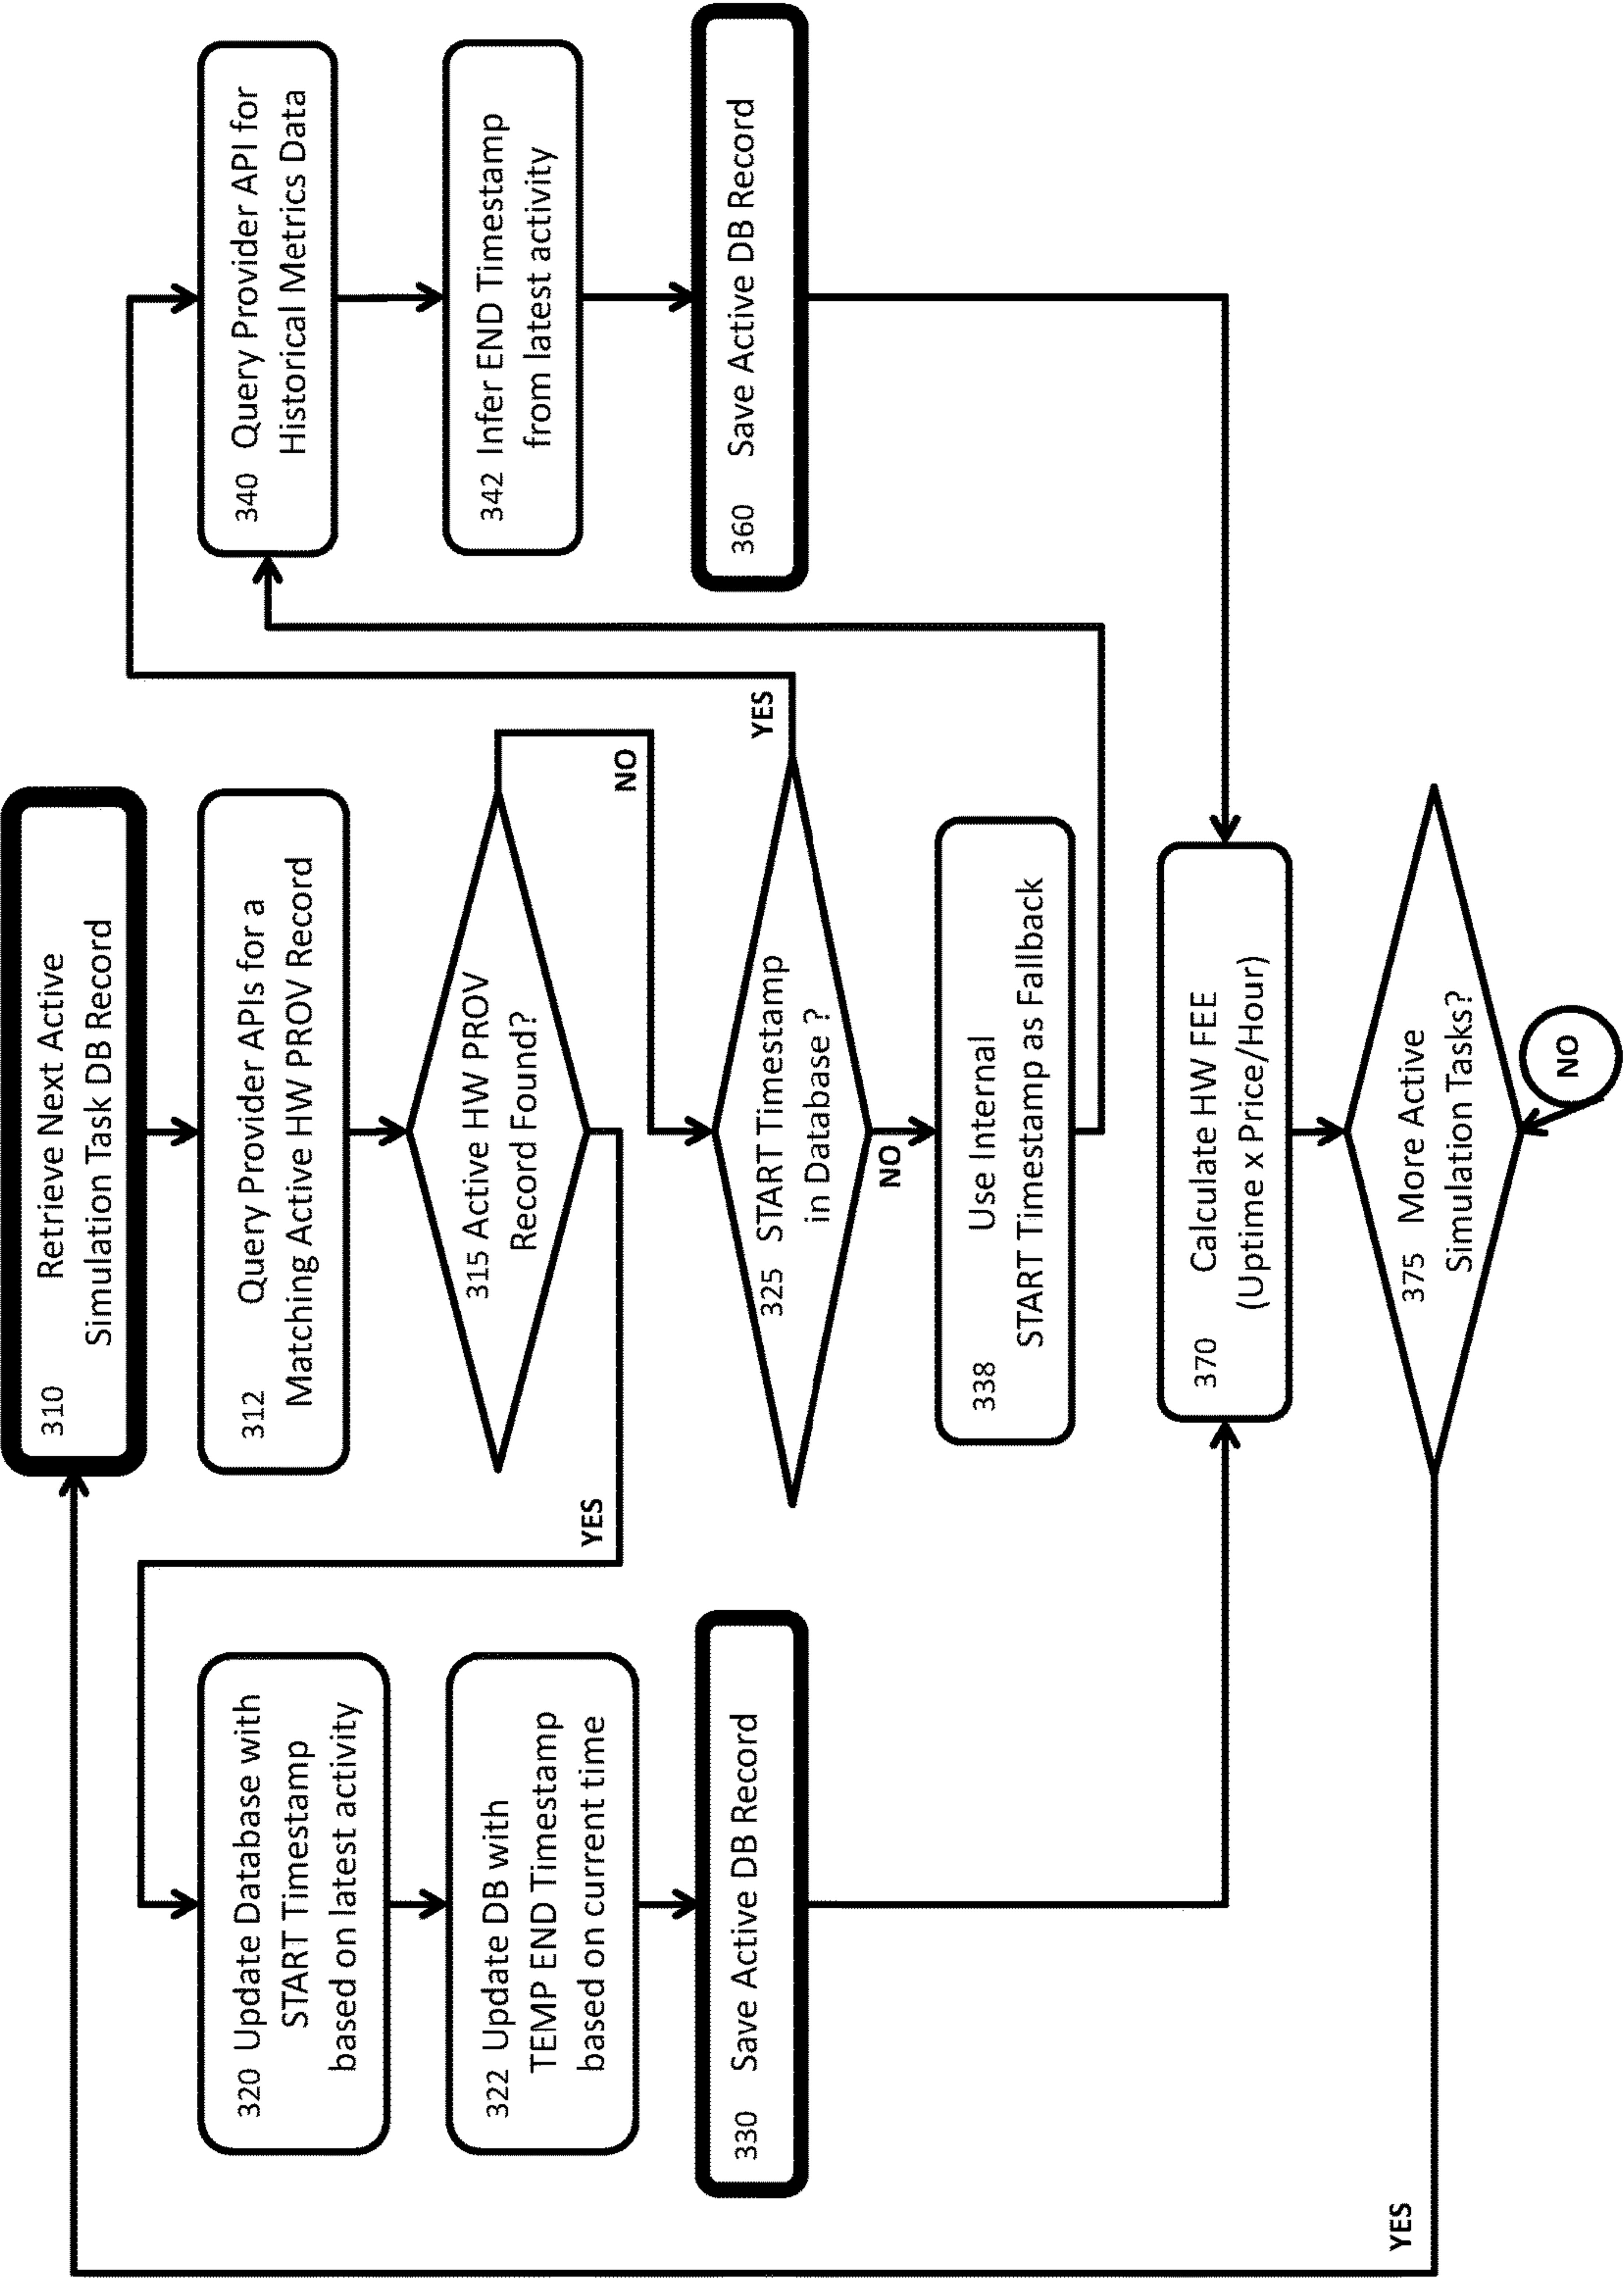 310 Retrieve Next Active
Simulation Task DB Record
312 Query Provider APIs for a
Matching Active HW PROV Record
315 Active HW PROV
Record Found?
YES
NO
320 Update Database with
START Timestamp
based on latest activity
322 Update DB with
TEMP END Timestamp
based on current time
330 Save Active DB Record
325 START Timestamp
in Database ?
YES
NO
338 Use Internal
START Timestamp as Fallback
340 Query Provider API for
Historical Metrics Data
342 Infer END Timestamp
from latest activity
360 Save Active DB Record
370 Calculate HW FEE
(Uptime x Price/Hour)
375 More Active
Simulation Tasks?
YES
NO